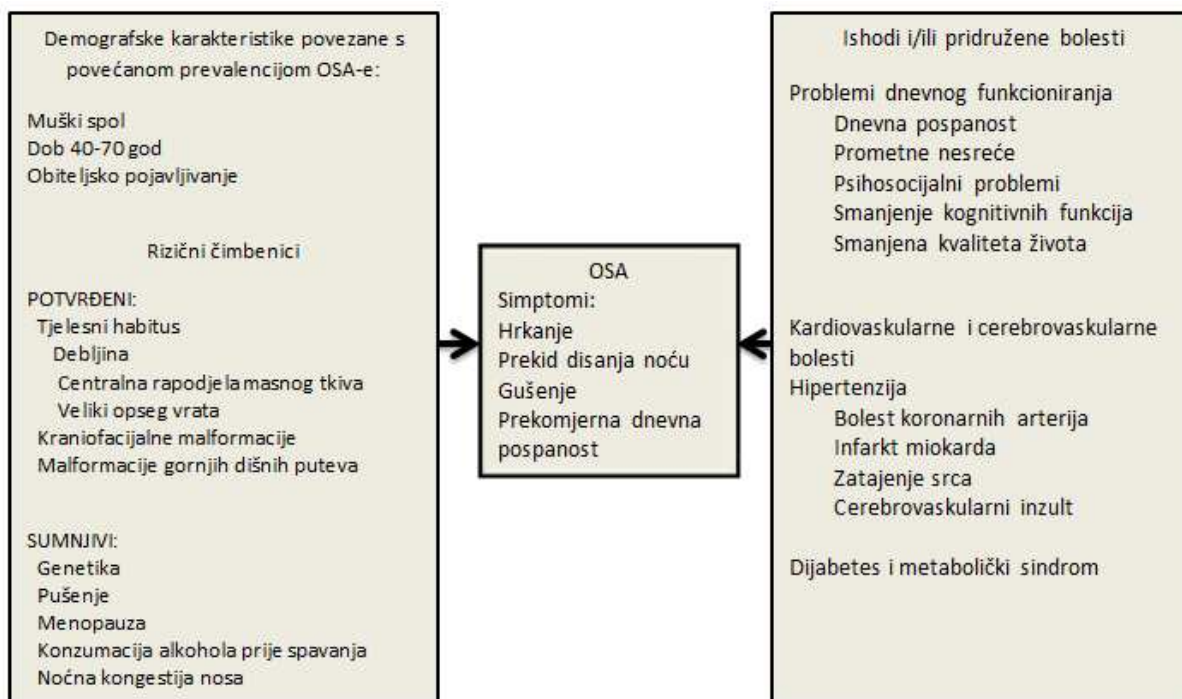 Demografske karakteristike povezane s
povećanom prevalencijom OSA-e:
Muški spol
Dob 40-70 god
Obiteljsko pojavljivanje
Rizični čimbenici
POTVRĐENI:
Tjelesni habitus
Debljina
Centralna rapodjela masnog tkiva
Veliki opseg vrata
Kraniofacijalne malformacije
Malformacije gornjih dišnih puteva
SUMNJIVI:
Genetika
Pušenje
Menopauza
Konzumacija alkohola prije spavanja
Noćna kongestija nosa
OSA
Simptomi:
Hrkanje
Prekid disanja noću
Gušenje
Prekomjerna dnevna
pospanost
Ishodi i/ili pridružene bolesti
Problemi dnevnog funkcioniranja
Dnevna pospanost
Prometne nesreće
Psihosocijalni problemi
Smanjenje kognitivnih funkcija
Smanjena kvaliteta života
Kardiovaskularne i cerebrovaskularne
bolesti
Hipertenzija
Bolest koronarnih arterija
Infarkt miokarda
Zatajenje srca
Cerebrovaskularni inzult
Dijabetes i metabolički sindrom